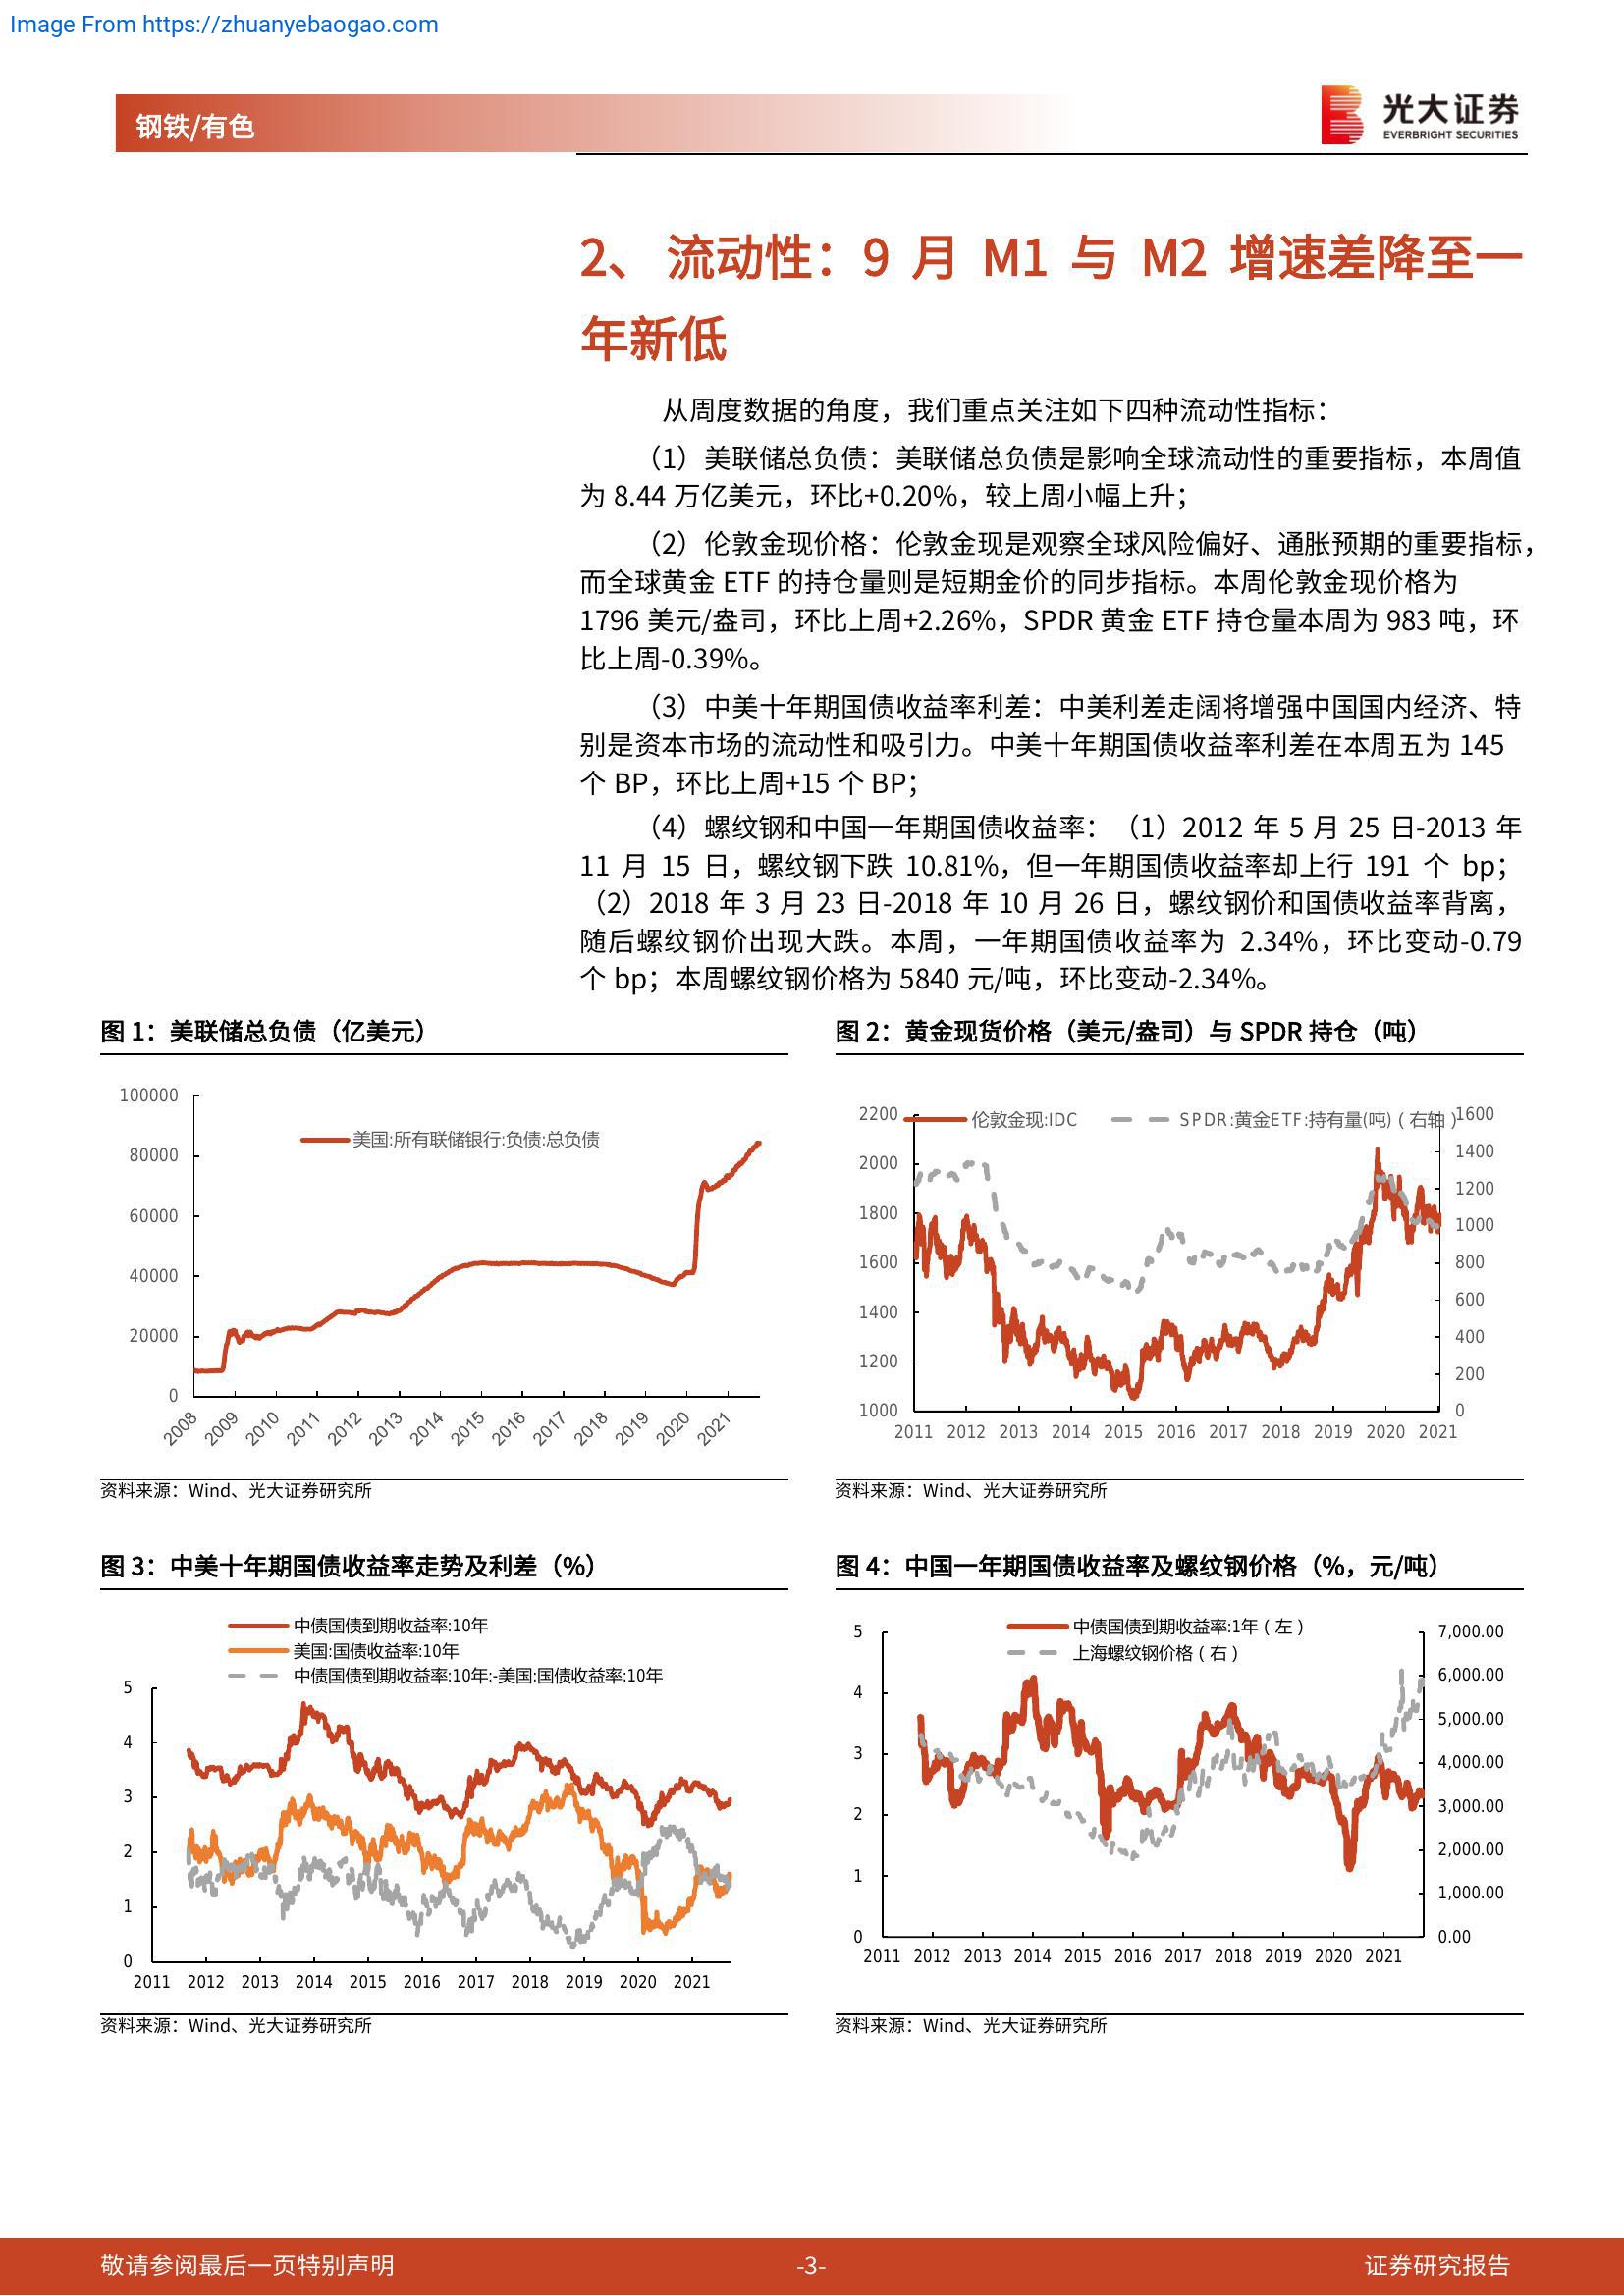 Image From https://zhuanyebaogao.com
钢铁/有色
光大证券
EVERBRIGHT SECURITIES
2、 流动性：9 月 M1 与 M2 增速差降至一
年新低
从周度数据的角度，我们重点关注如下四种流动性指标：
（1）美联储总负债：美联储总负债是影响全球流动性的重要指标，本周值
为 8.44 万亿美元，环比+0.20%，较上周小幅上升；
（2）伦敦金现价格：伦敦金现是观察全球风险偏好、通胀预期的重要指标，
而全球黄金 ETF 的持仓量则是短期金价的同步指标。本周伦敦金现价格为
1796 美元/盎司，环比上周+2.26%，SPDR 黄金 ETF 持仓量本周为 983 吨，环
比上周-0.39%。
（3）中美十年期国债收益率利差：中美利差走阔将增强中国国内经济、特
别是资本市场的流动性和吸引力。中美十年期国债收益率利差在本周五为 145
个 BP，环比上周+15 个 BP；
（4）螺纹钢和中国一年期国债收益率：（1）2012 年 5 月 25 日-2013 年
11 月 15 日，螺纹钢下跌 10.81%，但一年期国债收益率却上行 191 个 bp；
（2）2018 年 3 月 23 日-2018 年 10 月 26 日，螺纹钢价和国债收益率背离，
随后螺纹钢价出现大跌。本周，一年期国债收益率为 2.34%，环比变动-0.79
个 bp；本周螺纹钢价格为 5840 元/吨，环比变动-2.34%。
图 1：美联储总负债（亿美元）
100000
80000
60000
40000
20000
0
美国:所有联储银行:负债:总负债
2008 2009 2010 2011 2012 2013 2014 2015 2016 2017 2018 2019 2020 2021
资料来源：Wind、光大证券研究所
图 2：黄金现货价格（美元/盎司）与 SPDR 持仓（吨）
伦敦金现:IDC SPDR:黄金ETF:持有量(吨)（右轴）
2200
2000
1800
1600
1400
1200
1000
1600
1400
1200
1000
800
600
400
200
0
2011 2012 2013 2014 2015 2016 2017 2018 2019 2020 2021
资料来源：Wind、光大证券研究所
图 3：中美十年期国债收益率走势及利差（%）
中债国债到期收益率:10年
美国:国债收益率:10年
中债国债到期收益率:10年:-美国:国债收益率:10年
5
4
3
2
1
0
2011 2012 2013 2014 2015 2016 2017 2018 2019 2020 2021
资料来源：Wind、光大证券研究所
图 4：中国一年期国债收益率及螺纹钢价格（%，元/吨）
中债国债到期收益率:1年（左）
上海螺纹钢价格（右）
5
4
3
2
1
0
7,000.00
6,000.00
5,000.00
4,000.00
3,000.00
2,000.00
1,000.00
0.00
2011 2012 2013 2014 2015 2016 2017 2018 2019 2020 2021
资料来源：Wind、光大证券研究所
敬请参阅最后一页特别声明
-3-
证券研究报告